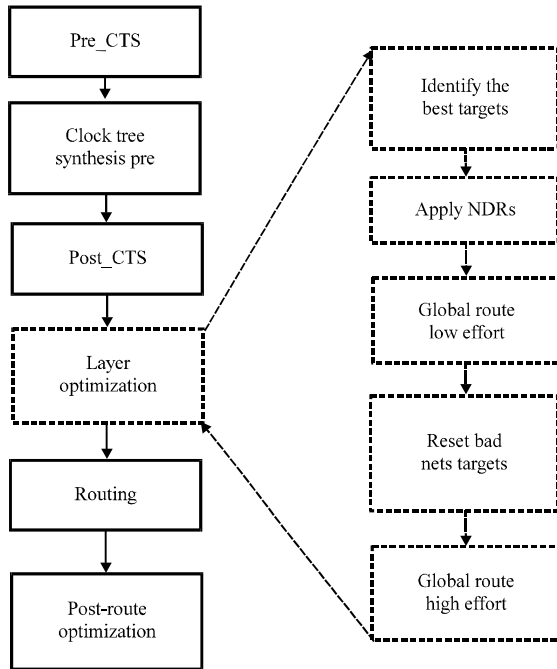 Pre_CTS
Clock tree
synthesis pre
Post_CTS
Layer
optimization
Routing
Post-route
optimization
Identify the
best targets
Apply NDRs
Global route
low effort
Reset bad
nets targets
Global route
high effort